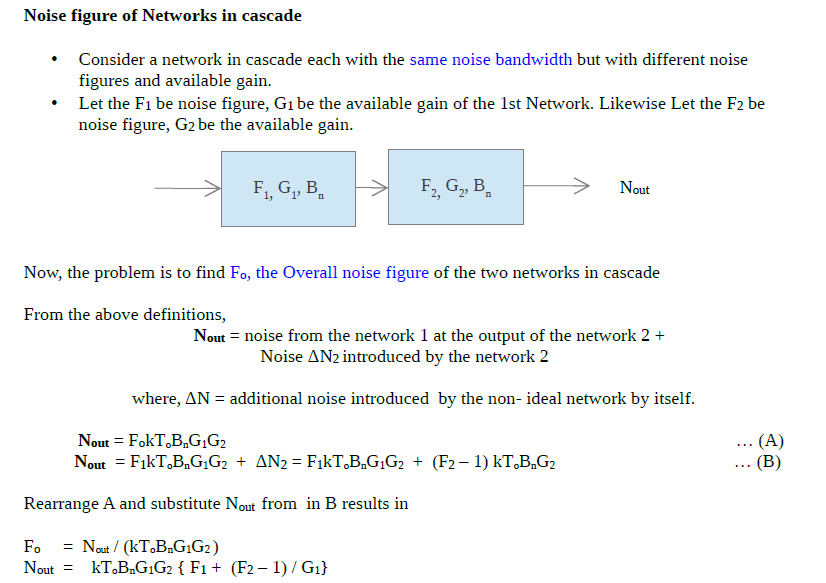 Noise figure of Networks in cascade
• Consider a network in cascade each with the same noise bandwidth but with different noise
figures and available gain.
• Let the F1 be noise figure, G1 be the available gain of the 1st Network. Likewise Let the F2 be
noise figure, G2 be the available gain.
F₁, G₁, Bₙ
F₂, G₂, Bₙ
Nout
Now, the problem is to find Fo, the Overall noise figure of the two networks in cascade
From the above definitions,
Nout = noise from the network 1 at the output of the network 2 +
Noise ΔN2 introduced by the network 2
where, ΔN = additional noise introduced by the non- ideal network by itself.
Nout = FokTₒBₙG₁G₂ … (A)
Nout = F₁kTₒBₙG₁G₂ + ΔN₂ = F₁kTₒBₙG₁G₂ + (F₂ – 1) kTₒBₙG₂ … (B)
Rearrange A and substitute Nout from in B results in
Fo = Nout / (kTₒBₙG₁G₂)
Nout = kTₒBₙG₁G₂ { F₁ + (F₂ – 1) / G₁}